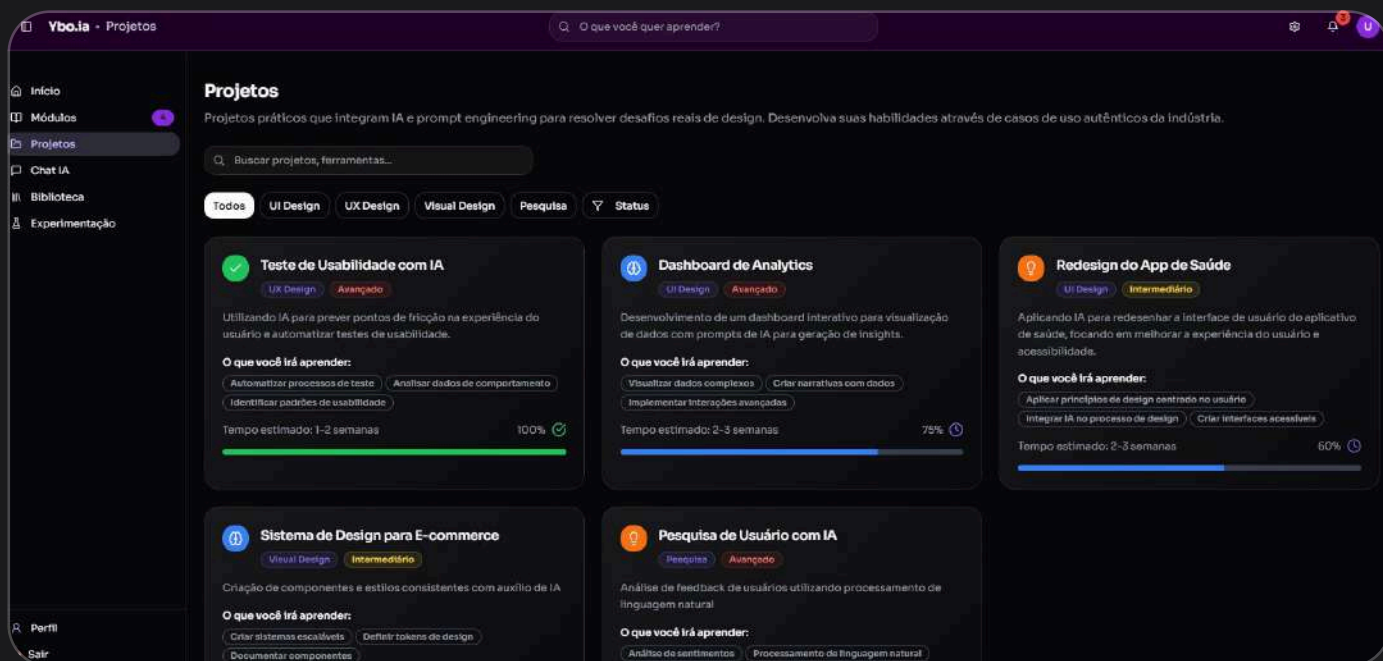 Ybo.ia - Projetos
O que você quer aprender?
3
U
Início
Módulos
4
Projetos
Chat IA
Biblioteca
Experimentação
Perfil
Sair
Projetos
Projetos práticos que integram IA e prompt engineering para resolver desafios reais de design. Desenvolva suas habilidades através de casos de uso autênticos da indústria.
Buscar projetos, ferramentas...
Todos UI Design UX Design Visual Design Pesquisa Status
Teste de Usabilidade com IA
UX Design Avançado
Utilizando IA para prever pontos de fricção na experiência do
usuário e automatizar testes de usabilidade.
O que você irá aprender:
Automatizar processos de teste Analisar dados de comportamento
Identificar padrões de usabilidade
Tempo estimado: 1-2 semanas 100%
Dashboard de Analytics
UI Design Avançado
Desenvolvimento de um dashboard interativo para visualização
de dados com prompts de IA para geração de insights.
O que você irá aprender:
Visualizar dados complexos Criar narrativas com dados
Implementar interações avançadas
Tempo estimado: 2-3 semanas 75%
Redesign do App de Saúde
UI Design Intermediário
Aplicando IA para redesenhar a interface de usuário do aplicativo
de saúde, focando em melhorar a experiência do usuário e
acessibilidade.
O que você irá aprender:
Aplicar princípios de design centrado no usuário
Integrar IA no processo de design Criar interfaces acessíveis
Tempo estimado: 2-3 semanas 60%
Sistema de Design para E-commerce
Visual Design Intermediário
Criação de componentes e estilos consistentes com auxílio de IA
O que você irá aprender:
Criar sistemas escaláveis Definir tokens de design
Documentar componentes
Pesquisa de Usuário com IA
Pesquisa Avançado
Análise de feedback de usuários utilizando processamento de
linguagem natural
O que você irá aprender:
Análise de sentimentos Processamento de linguagem natural